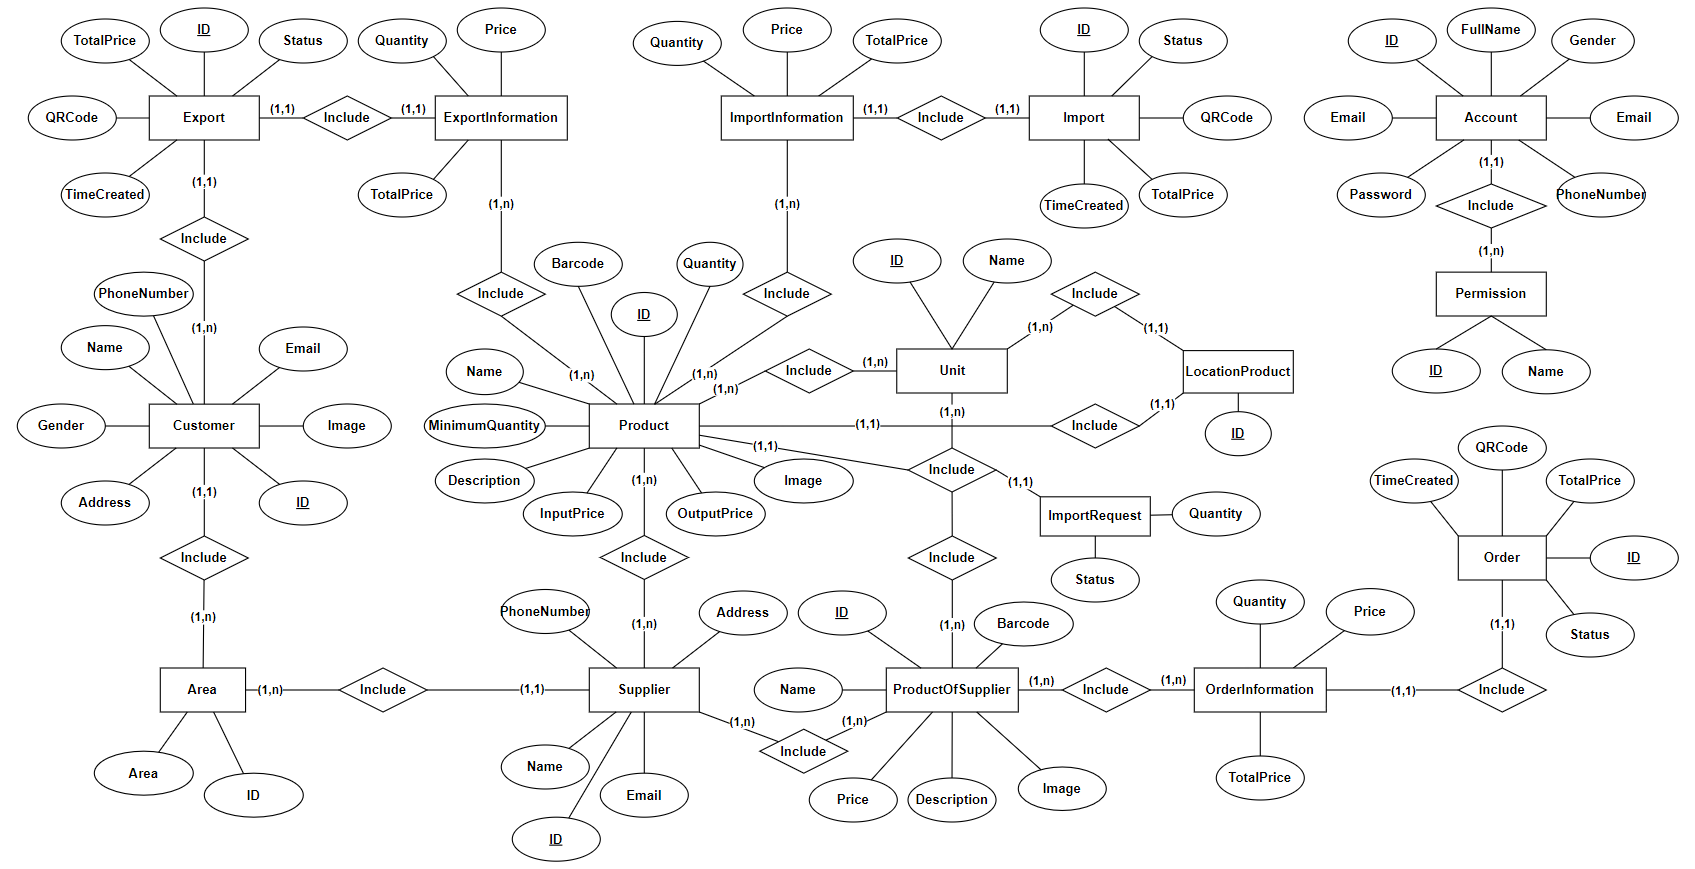 ID
Price
Price
ID
FullName
TotalPrice
Status
Quantity
Quantity
TotalPrice
Status
ID
Gender
(1,1)
(1,1)
(1,1)
(1,1)
QRCode
Export
Include
ExportInformation
ImportInformation
Include
Import
QRCode
Email
Account
Email
(1,1)
(1,1)
TimeCreated
TotalPrice
TimeCreated
TotalPrice
Password
PhoneNumber
(1,n)
(1,n)
Include
Include
(1,n)
Barcode
Quantity
ID
Name
PhoneNumber
Include
Include
Include
Permission
ID
(1,n)
(1,n)
(1,1)
Name
Email
Name
(1,n)
(1,n)
(1,n)
Include
(1,n)
Unit
LocationProduct
ID
Name
(1,n)
(1,1)
(1,n)
Gender
Customer
Image
MinimumQuantity
Product
(1,1)
Include
ID
(1,1)
QRCode
Include
(1,1)
Address
ID
Description
(1,n)
Image
(1,1)
TimeCreated
TotalPrice
InputPrice
OutputPrice
ImportRequest
Quantity
Include
Include
Include
Order
ID
Status
(1,n)
PhoneNumber
(1,n)
Address
ID
(1,n)
Barcode
Quantity
Price
(1,1)
Status
Area
(1,n)
Include
(1,1)
Supplier
Name
ProductOfSupplier
(1,n)
Include
(1,n)
OrderInformation
(1,1)
Include
(1,n)
(1,n)
Include
Area
ID
Name
Email
Price
Description
Image
TotalPrice
ID